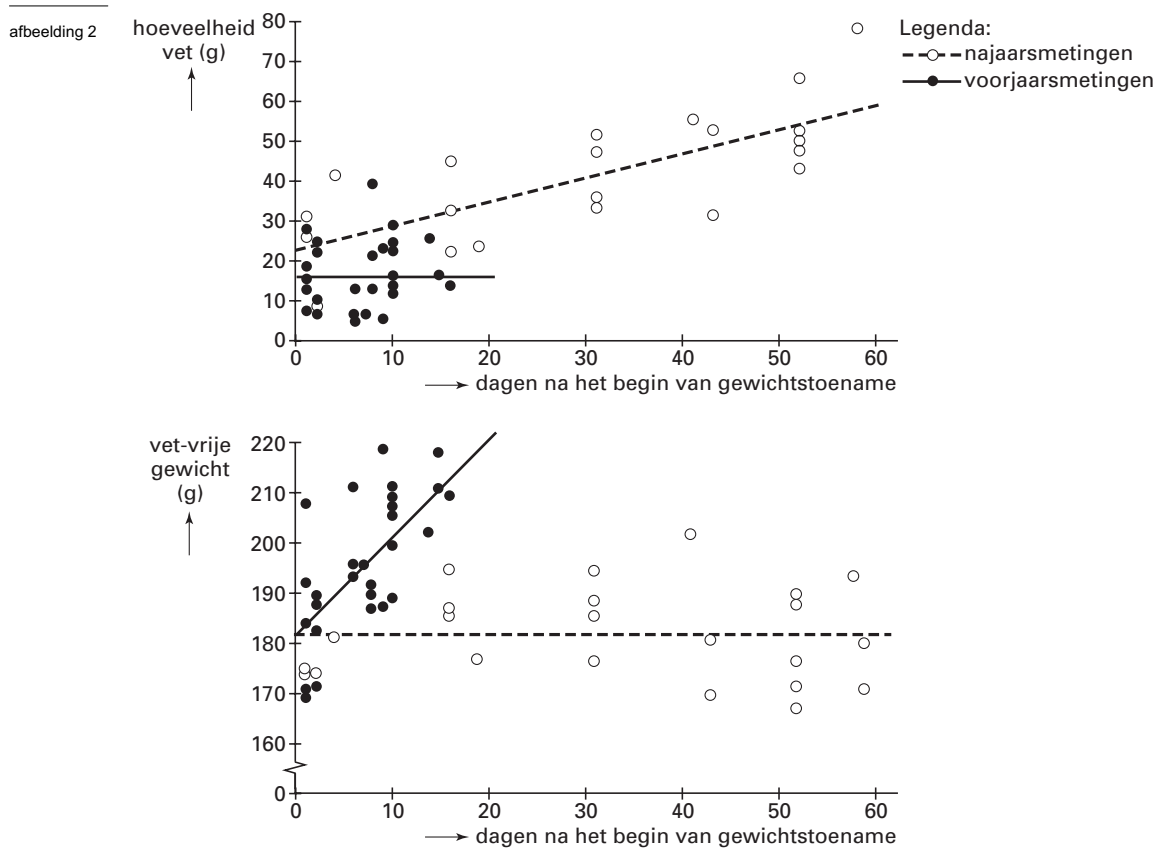 afbeelding 2
hoeveelheid
vet (g)
80
70
60
50
40
30
20
10
0
0 10 20 30 40 50 60
dagen na het begin van gewichtstoename
Legenda:
najaarsmetingen
voorjaarsmetingen
vet-vrije
gewicht
(g)
220
210
200
190
180
170
160
0
0 10 20 30 40 50 60
dagen na het begin van gewichtstoename